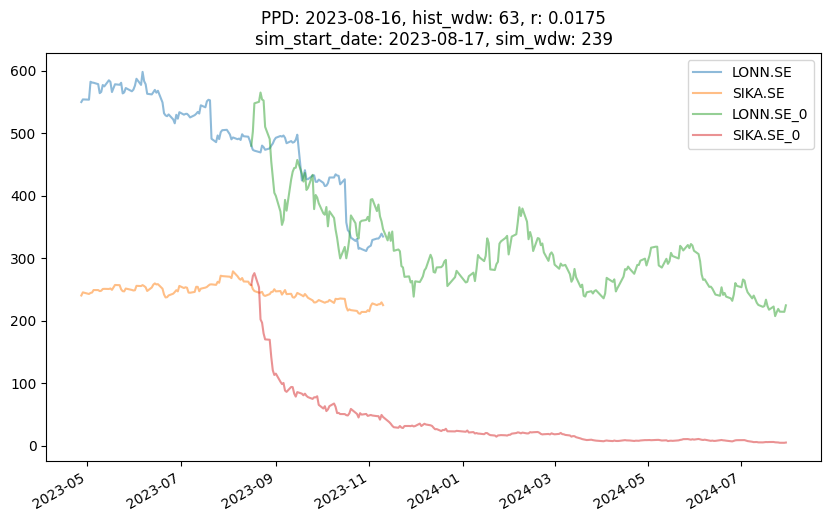 PPD: 2023-08-16, hist_wdw: 63, r: 0.0175
sim_start_date: 2023-08-17, sim_wdw: 239
LONN.SE
SIKA.SE
LONN.SE_0
SIKA.SE_0
600
500
400
300
200
100
0
2023-05
2023-07
2023-09
2023-11
2024-01
2024-03
2024-05
2024-07